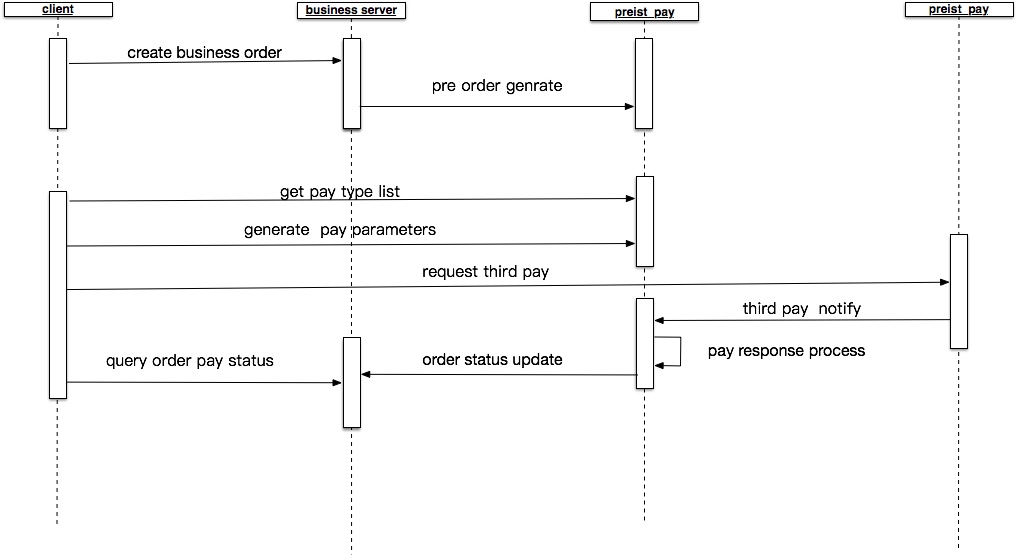 client
business server
preist_pay
preist_pay
create business order
pre order genrate
get pay type list
generate pay parameters
request third pay
third pay notify
pay response process
order status update
query order pay status